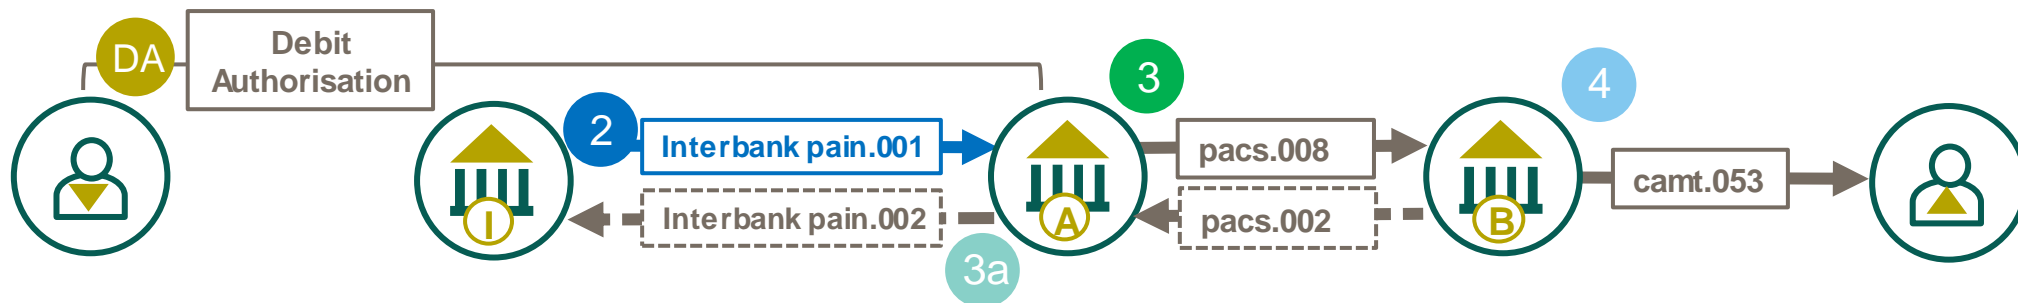 DA
Debit
Authorisation
2
Interbank pain.001
3
pacs.008
4
camt.053
I
Interbank pain.002
3a
A
pacs.002
B